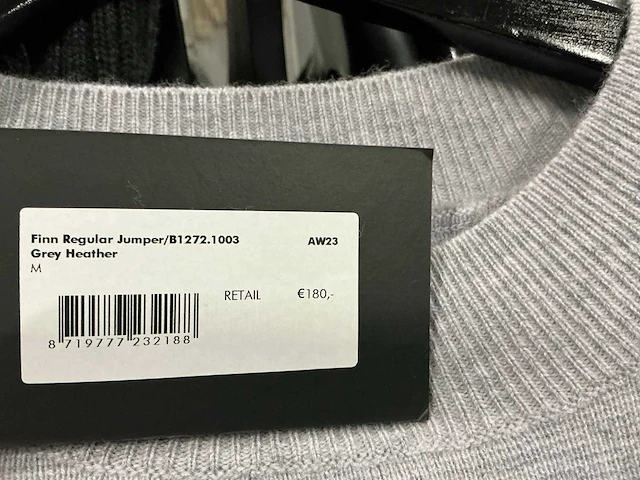 Finn Regular Jumper/B1272.1003 AW23
Grey Heather
M
RETAIL €180,-
8 719777 232188